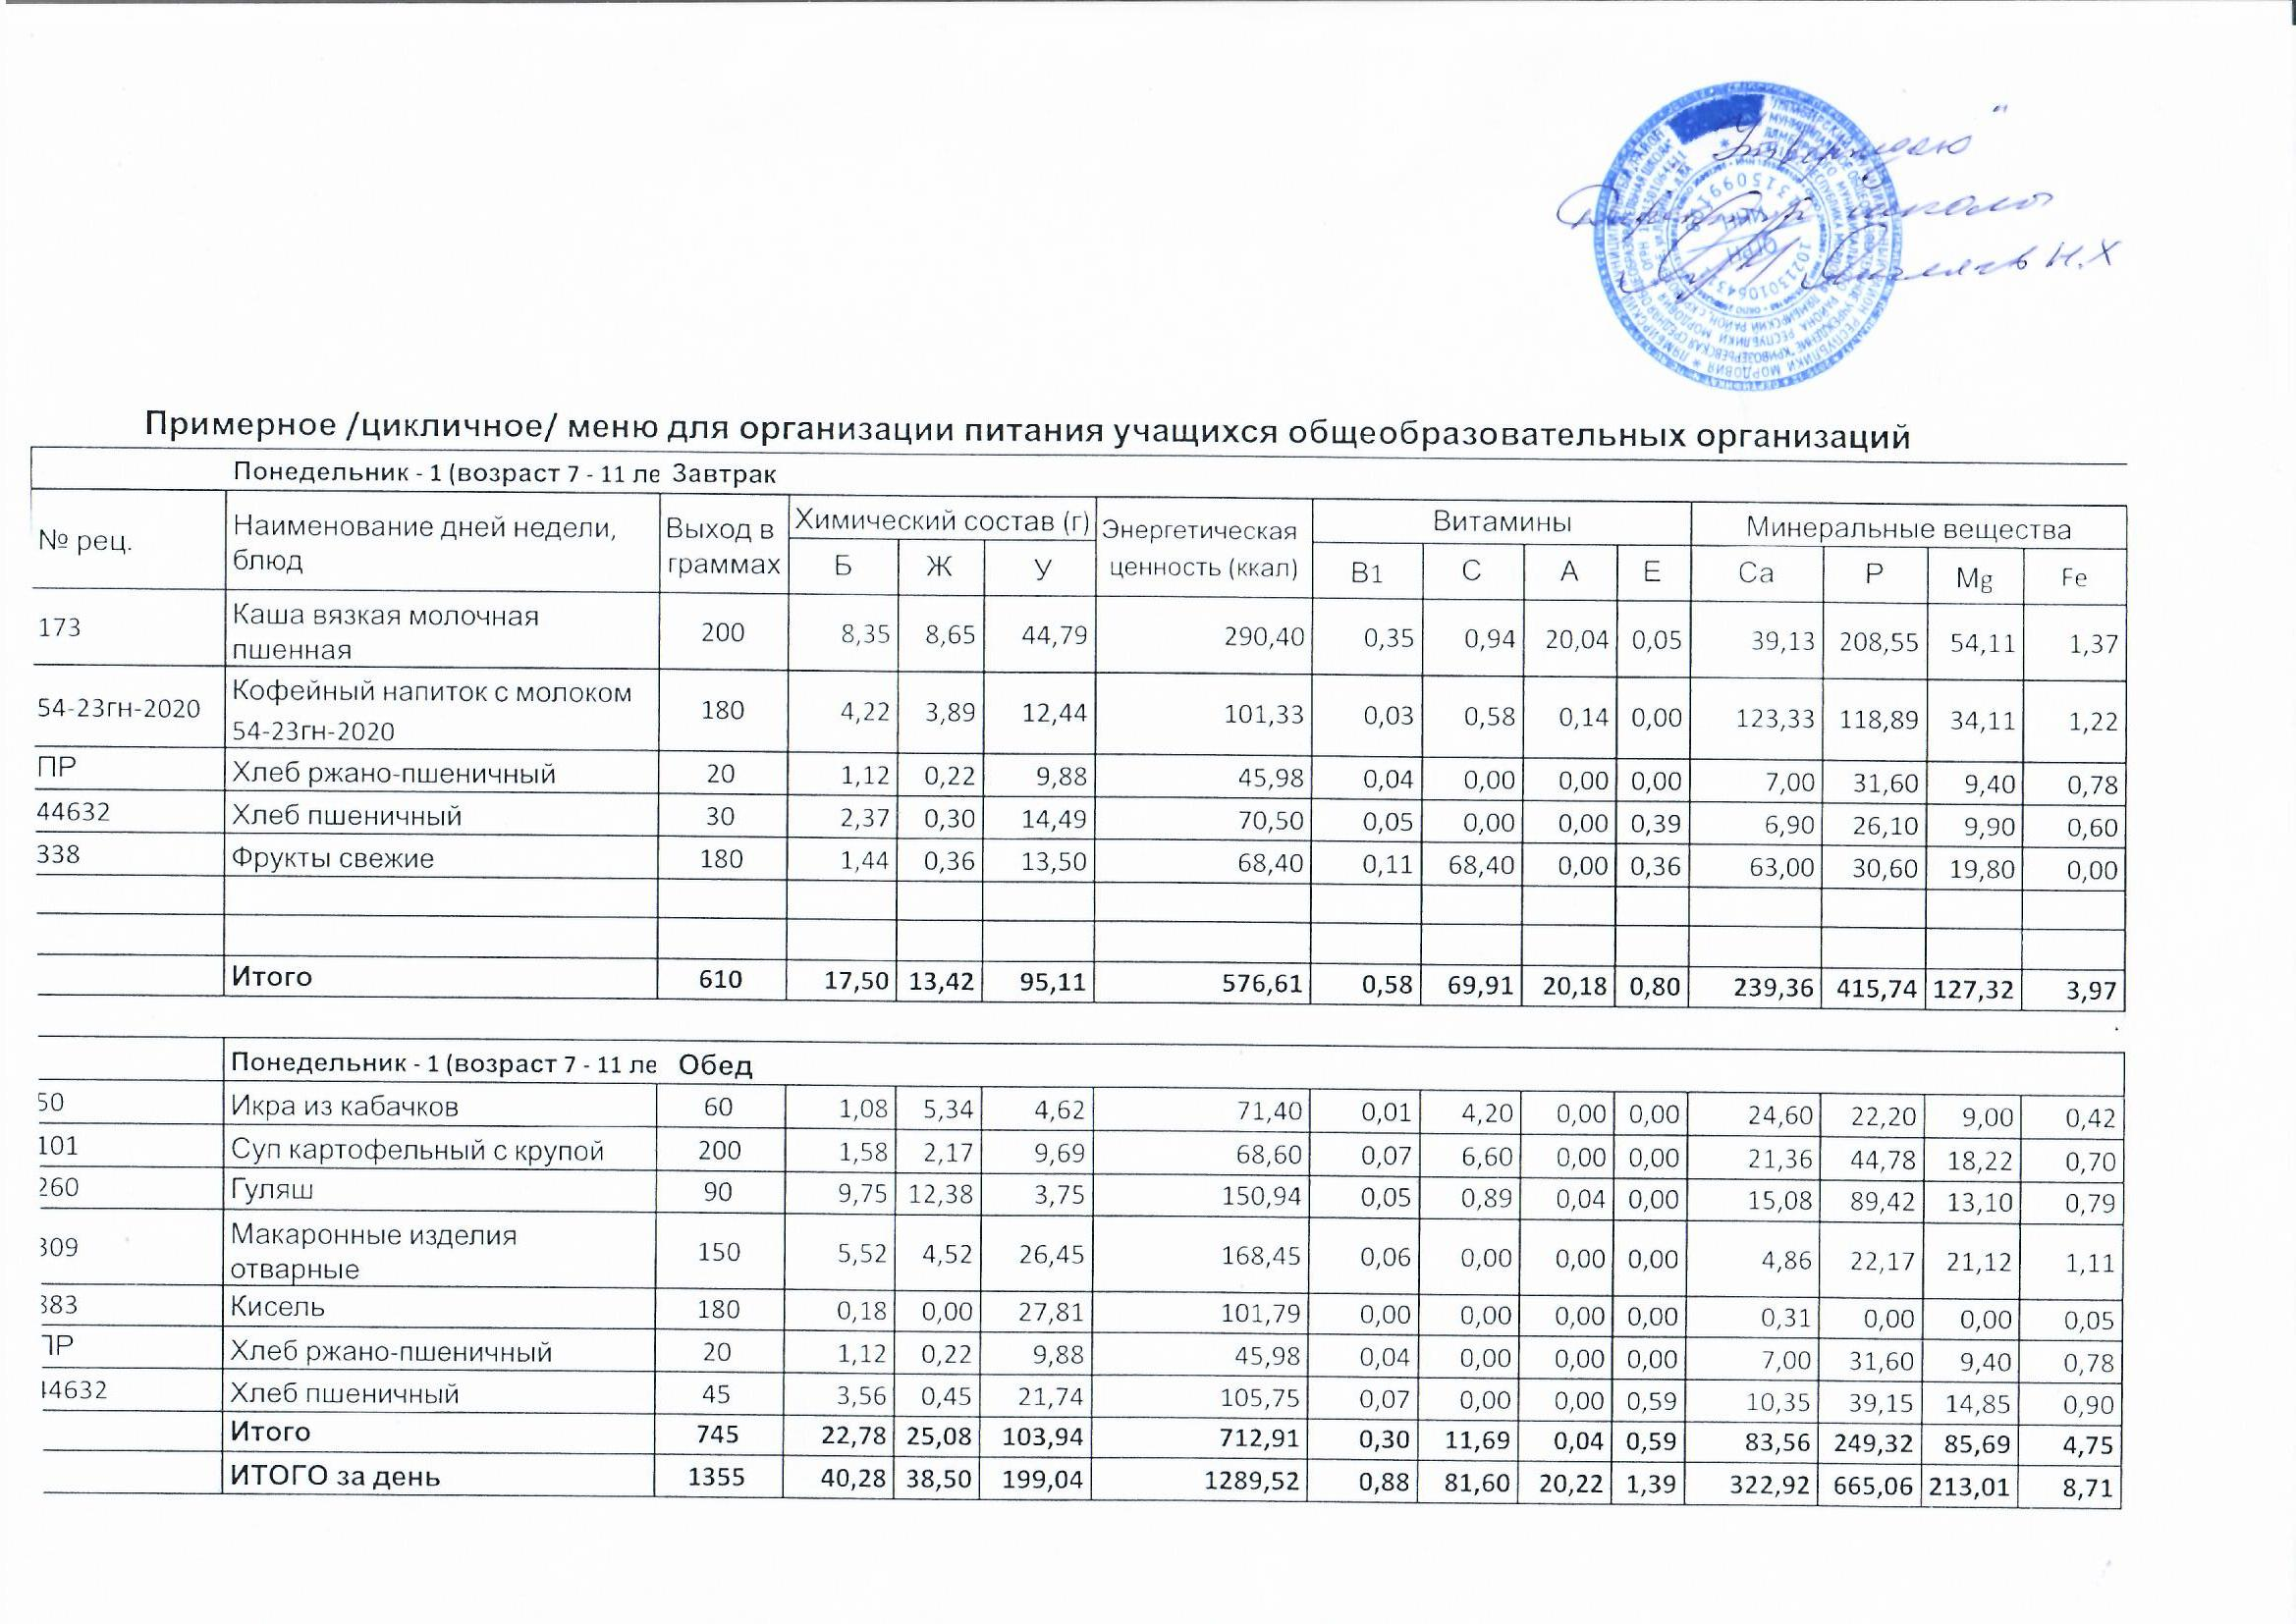 "Утверждаю"
Директор школы
Н.Х
Примерное /цикличное/ меню для организации питания учащихся общеобразовательных организаций
Понедельник - 1 (возраст 7 - 11 ле Завтрак
№ рец. Наименование дней недели, блюд Выход в граммах Химический состав (г) Энергетическая ценность (ккал) Витамины Минеральные вещества
Б Ж У B1 C A E Ca P Mg Fe
173 Каша вязкая молочная пшенная 200 8,35 8,65 44,79 290,40 0,35 0,94 20,04 0,05 39,13 208,55 54,11 1,37
54-23гн-2020 Кофейный напиток с молоком 54-23гн-2020 180 4,22 3,89 12,44 101,33 0,03 0,58 0,14 0,00 123,33 118,89 34,11 1,22
ПР Хлеб ржано-пшеничный 20 1,12 0,22 9,88 45,98 0,04 0,00 0,00 0,00 7,00 31,60 9,40 0,78
44632 Хлеб пшеничный 30 2,37 0,30 14,49 70,50 0,05 0,00 0,00 0,39 6,90 26,10 9,90 0,60
338 Фрукты свежие 180 1,44 0,36 13,50 68,40 0,11 68,40 0,00 0,36 63,00 30,60 19,80 0,00
Итого 610 17,50 13,42 95,11 576,61 0,58 69,91 20,18 0,80 239,36 415,74 127,32 3,97
Понедельник - 1 (возраст 7 - 11 ле Обед
50 Икра из кабачков 60 1,08 5,34 4,62 71,40 0,01 4,20 0,00 0,00 24,60 22,20 9,00 0,42
101 Суп картофельный с крупой 200 1,58 2,17 9,69 68,60 0,07 6,60 0,00 0,00 21,36 44,78 18,22 0,70
260 Гуляш 90 9,75 12,38 3,75 150,94 0,05 0,89 0,04 0,00 15,08 89,42 13,10 0,79
309 Макаронные изделия отварные 150 5,52 4,52 26,45 168,45 0,06 0,00 0,00 0,00 4,86 22,17 21,12 1,11
383 Кисель 180 0,18 0,00 27,81 101,79 0,00 0,00 0,00 0,00 0,31 0,00 0,00 0,05
ПР Хлеб ржано-пшеничный 20 1,12 0,22 9,88 45,98 0,04 0,00 0,00 0,00 7,00 31,60 9,40 0,78
44632 Хлеб пшеничный 45 3,56 0,45 21,74 105,75 0,07 0,00 0,00 0,59 10,35 39,15 14,85 0,90
Итого 745 22,78 25,08 103,94 712,91 0,30 11,69 0,04 0,59 83,56 249,32 85,69 4,75
ИТОГО за день 1355 40,28 38,50 199,04 1289,52 0,88 81,60 20,22 1,39 322,92 665,06 213,01 8,71